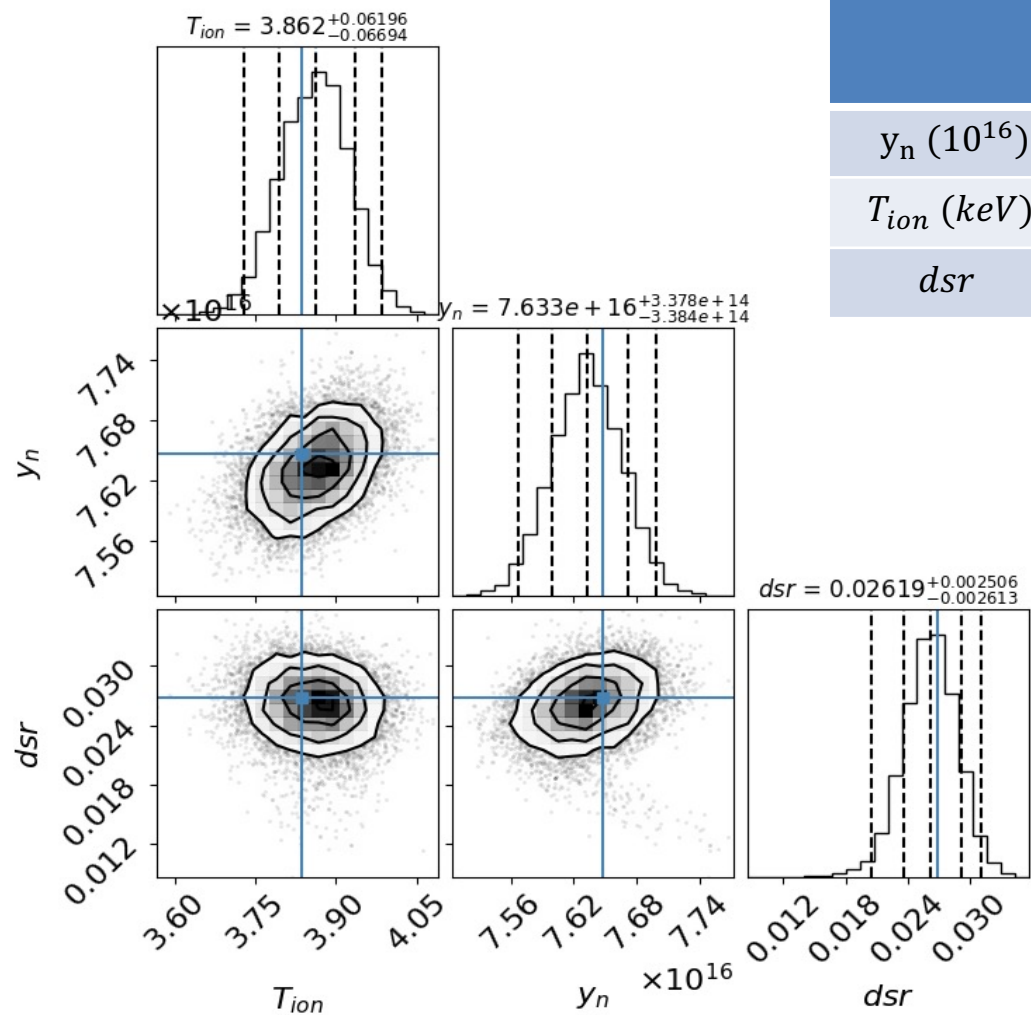 T_ion = 3.862^{+0.06196}_{-0.06694}
y_n (10^16)
T_ion (keV)
dsr
×10^16
y_n = 7.633e + 16^{+3.378e+14}_{-3.384e+14}
7.74
7.68
7.62
7.56
y_n
dsr = 0.02619^{+0.002506}_{-0.002613}
0.030
0.024
0.018
0.012
dsr
3.60 3.75 3.90 4.05
7.56 7.62 7.68 7.74
0.012 0.018 0.024 0.030
×10^16
T_ion
y_n
dsr